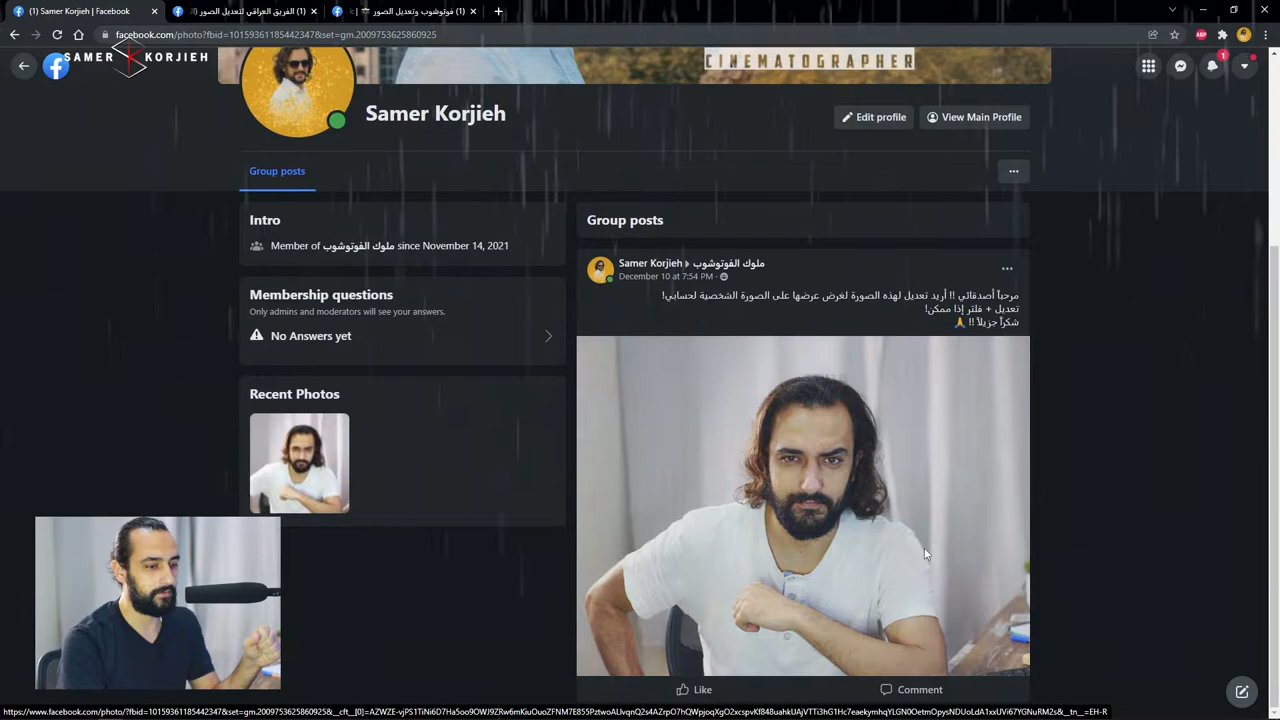 (1) Samer Korjieh | Facebook
(1) الفريق العراقي لتعديل الصور
(1) فوتوشوب وتعديل الصور
facebook.com/photo?fbid=10159361185442347&set=gm.2009753625860925
SAMER KORJIEH
CINEMATOGRAPHER
1
Samer Korjieh
Edit profile
View Main Profile
Group posts
Intro
Member of ملوك الفوتوشوب since November 14, 2021
Membership questions
Only admins and moderators will see your answers.
No Answers yet
Recent Photos
Group posts
Samer Korjieh ملوك الفوتوشوب
December 10 at 7:54 PM
مرحباً أصدقائي !! أريد تعديل لهذه الصورة لغرض عرضها على الصورة الشخصية لحسابي!
تعديل + فلتر إذا ممكن!
شكراً جزيلاً !! 🙏
Like
Comment